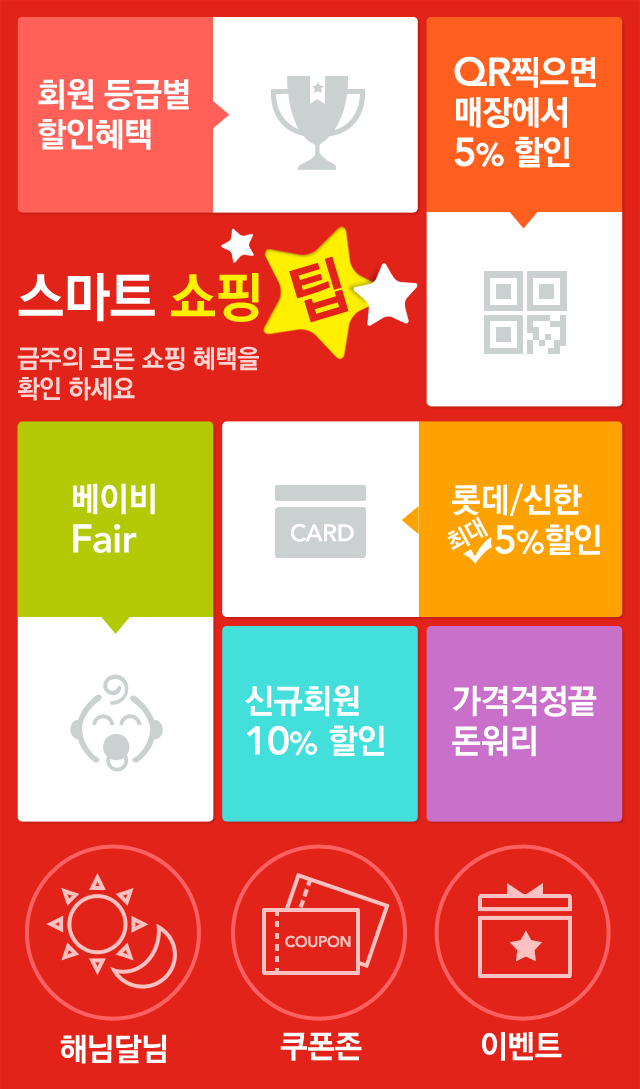 회원 등급별
할인혜택
QR찍으면
매장에서
5% 할인
스마트 쇼핑 팁
금주의 모든 쇼핑 혜택을
확인 하세요
베이비
Fair
CARD
롯데/신한
최대 5%할인
신규회원
10% 할인
가격걱정끝
돈워리
COUPON
해님달님
쿠폰존
이벤트